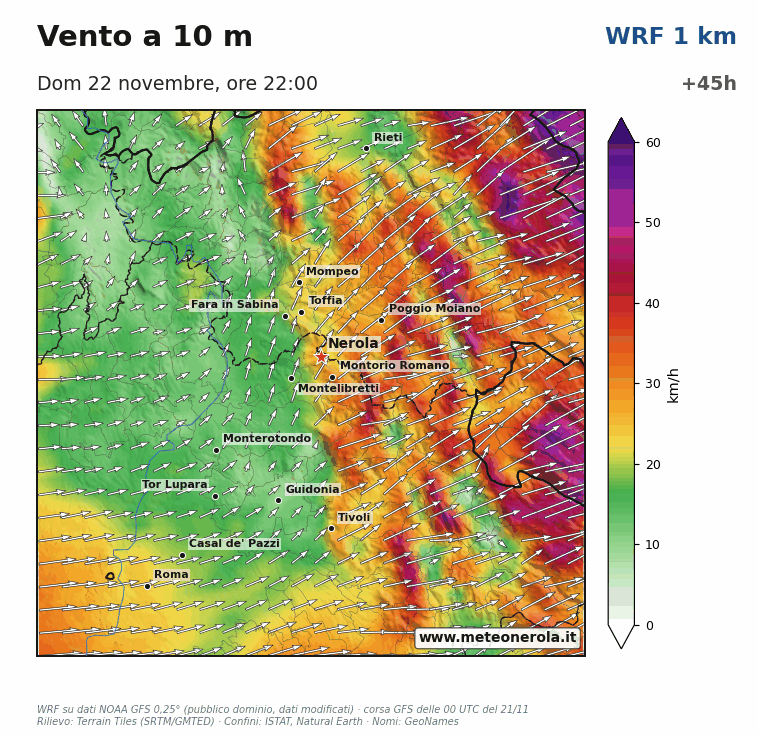 Vento a 10 m
WRF 1 km
Dom 22 novembre, ore 22:00
+45h
Rieti
Mompeo
Fara in Sabina
Toffia
Poggio Moiano
Nerola
Montorio Romano
Montelibretti
Monterotondo
Tor Lupara
Guidonia
Tivoli
Casal de' Pazzi
Roma
www.meteonerola.it
60
50
40
30
20
10
0
km/h
WRF su dati NOAA GFS 0,25° (pubblico dominio, dati modificati) · corsa GFS delle 00 UTC del 21/11
Rilievo: Terrain Tiles (SRTM/GMTED) · Confini: ISTAT, Natural Earth · Nomi: GeoNames